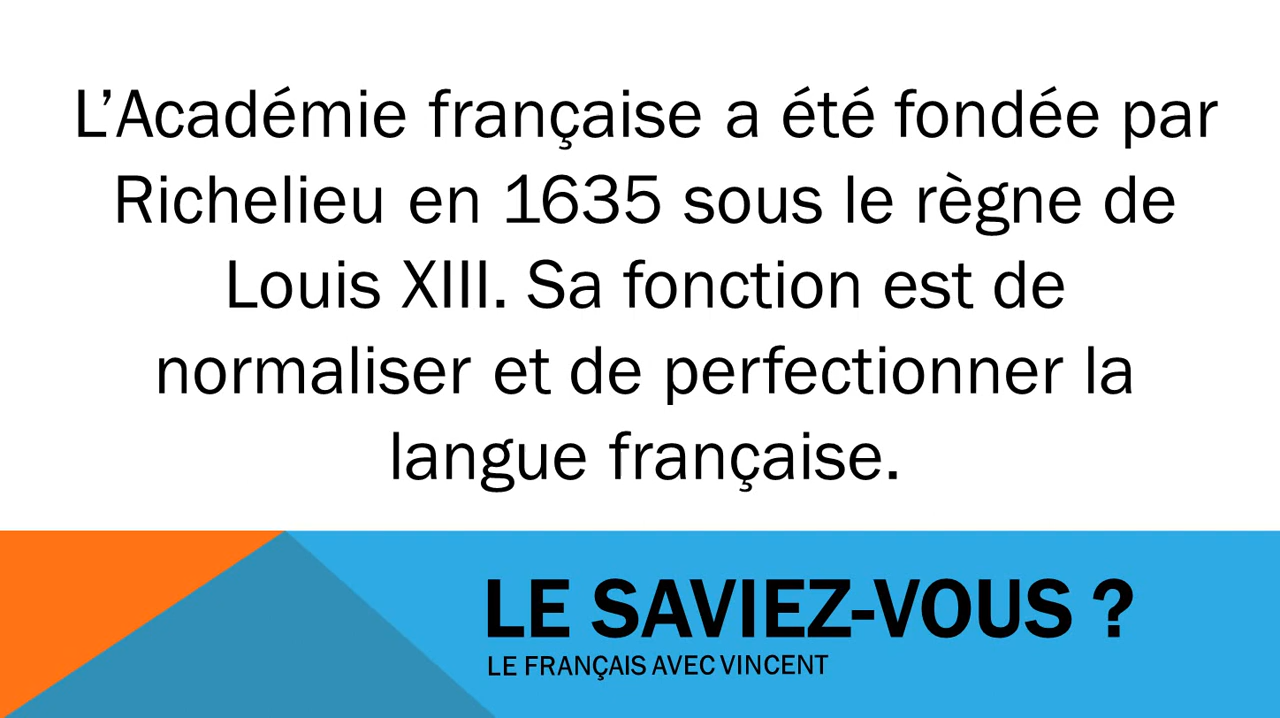 L’Académie française a été fondée par
Richelieu en 1635 sous le règne de
Louis XIII. Sa fonction est de
normaliser et de perfectionner la
langue française.
LE SAVIEZ-VOUS ?
LE FRANÇAIS AVEC VINCENT